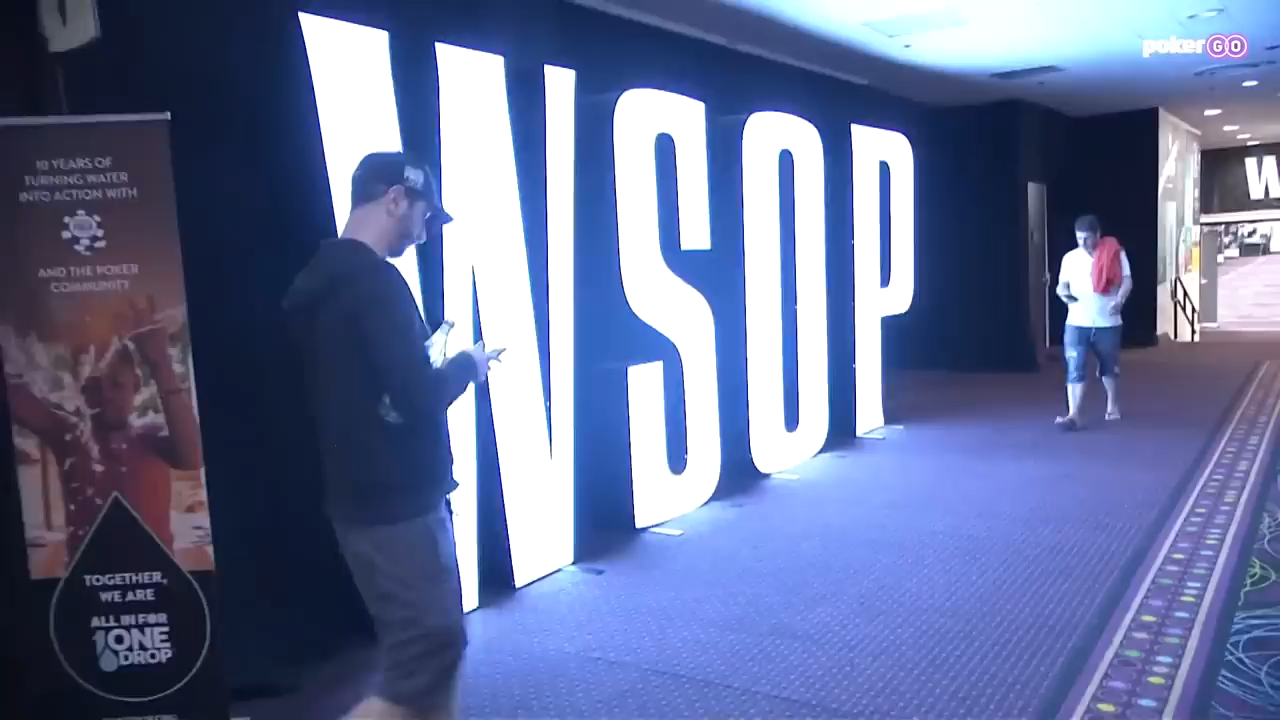 pokerGO
WSOP
W
10 YEARS OF
TURNING WATER
INTO ACTION WITH
AND THE POKER
COMMUNITY
TOGETHER,
WE ARE
ALL IN FOR
1ONE
DROP